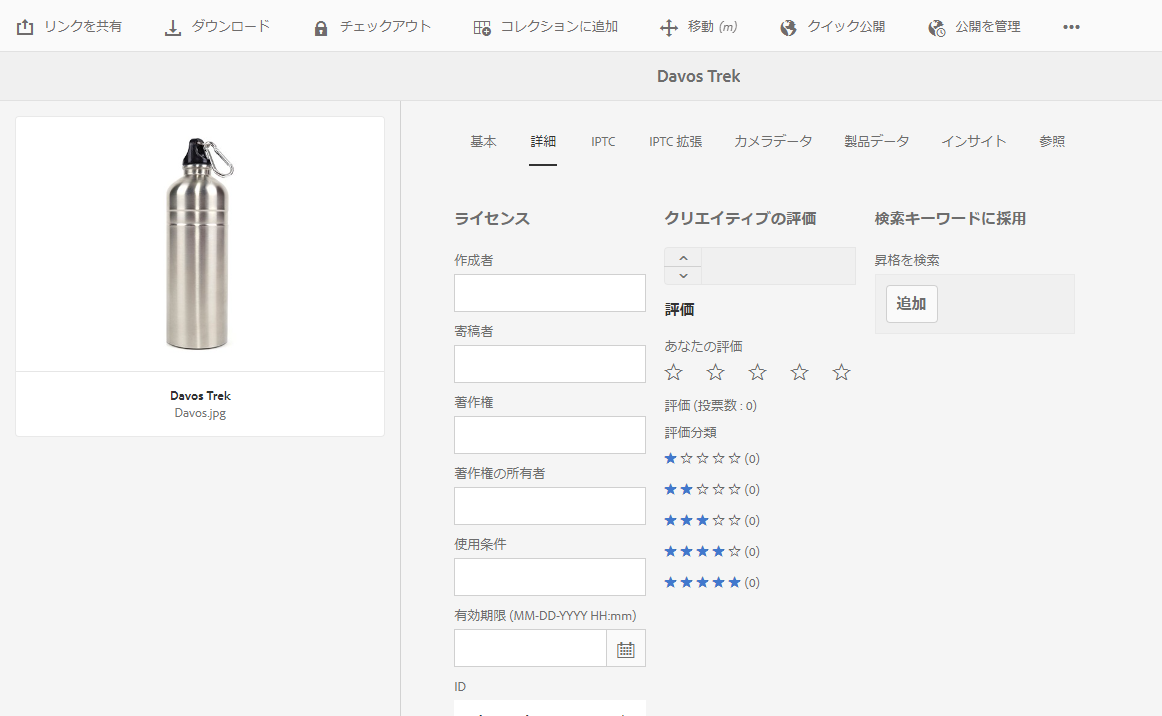 リンクを共有 ダウンロード チェックアウト コレクションに追加 移動 (m) クイック公開 公開を管理
Davos Trek
基本 詳細 IPTC IPTC 拡張 カメラデータ 製品データ インサイト 参照
Davos Trek
Davos.jpg
ライセンス
作成者
寄稿者
著作権
著作権の所有者
使用条件
有効期限 (MM-DD-YYYY HH:mm)
ID
クリエイティブの評価
評価
あなたの評価
評価 (投票数 : 0)
評価分類
(0)
(0)
(0)
(0)
(0)
検索キーワードに採用
昇格を検索
追加